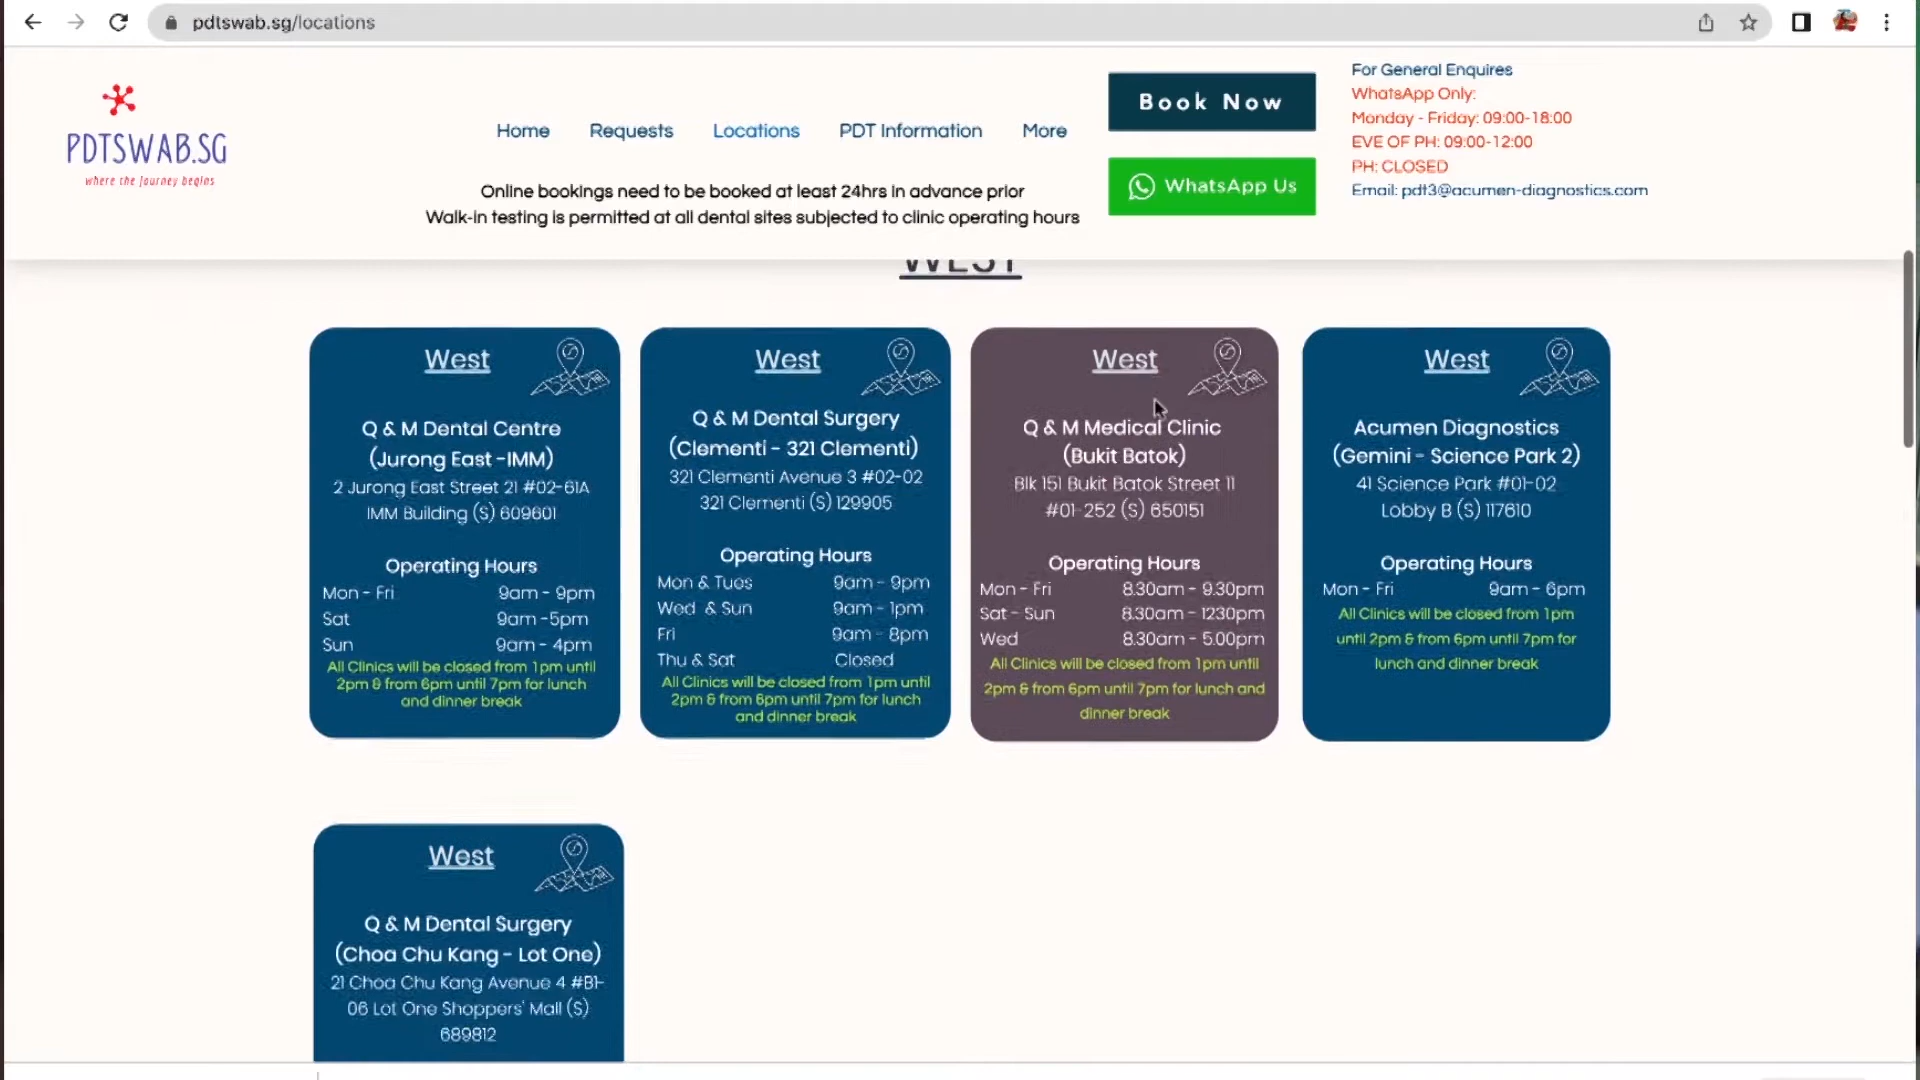 pdtswab.sg/locations
PDTSWAB.SG
where the journey begins
Home
Requests
Locations
PDT Information
More
Online bookings need to be booked at least 24hrs in advance prior
Walk-in testing is permitted at all dental sites subjected to clinic operating hours
Book Now
WhatsApp Us
For General Enquires
WhatsApp Only:
Monday - Friday: 09:00-18:00
EVE OF PH: 09:00-12:00
PH: CLOSED
Email: pdt3@acumen-diagnostics.com
WEST
West
Q & M Dental Centre
(Jurong East -IMM)
2 Jurong East Street 21 #02-61A
IMM Building (S) 609601
Operating Hours
Mon - Fri 9am - 9pm
Sat 9am -5pm
Sun 9am - 4pm
All Clinics will be closed from 1pm until
2pm & from 6pm until 7pm for lunch
and dinner break
West
Q & M Dental Surgery
(Clementi - 321 Clementi)
321 Clementi Avenue 3 #02-02
321 Clementi (S) 129905
Operating Hours
Mon & Tues 9am - 9pm
Wed & Sun 9am - 1pm
Fri 9am - 8pm
Thu & Sat Closed
All Clinics will be closed from 1pm until
2pm & from 6pm until 7pm for lunch
and dinner break
West
Q & M Medical Clinic
(Bukit Batok)
Blk 151 Bukit Batok Street 11
#01-252 (S) 650151
Operating Hours
Mon - Fri 8.30am - 9.30pm
Sat - Sun 8.30am - 1230pm
Wed 8.30am - 5.00pm
All Clinics will be closed from 1pm until
2pm & from 6pm until 7pm for lunch and
dinner break
West
Acumen Diagnostics
(Gemini - Science Park 2)
41 Science Park #01-02
Lobby B (S) 117610
Operating Hours
Mon - Fri 9am - 6pm
All Clinics will be closed from 1pm
until 2pm & from 6pm until 7pm for
lunch and dinner break
West
Q & M Dental Surgery
(Choa Chu Kang - Lot One)
21 Choa Chu Kang Avenue 4 #B1-
06 Lot One Shoppers' Mall (S)
689812